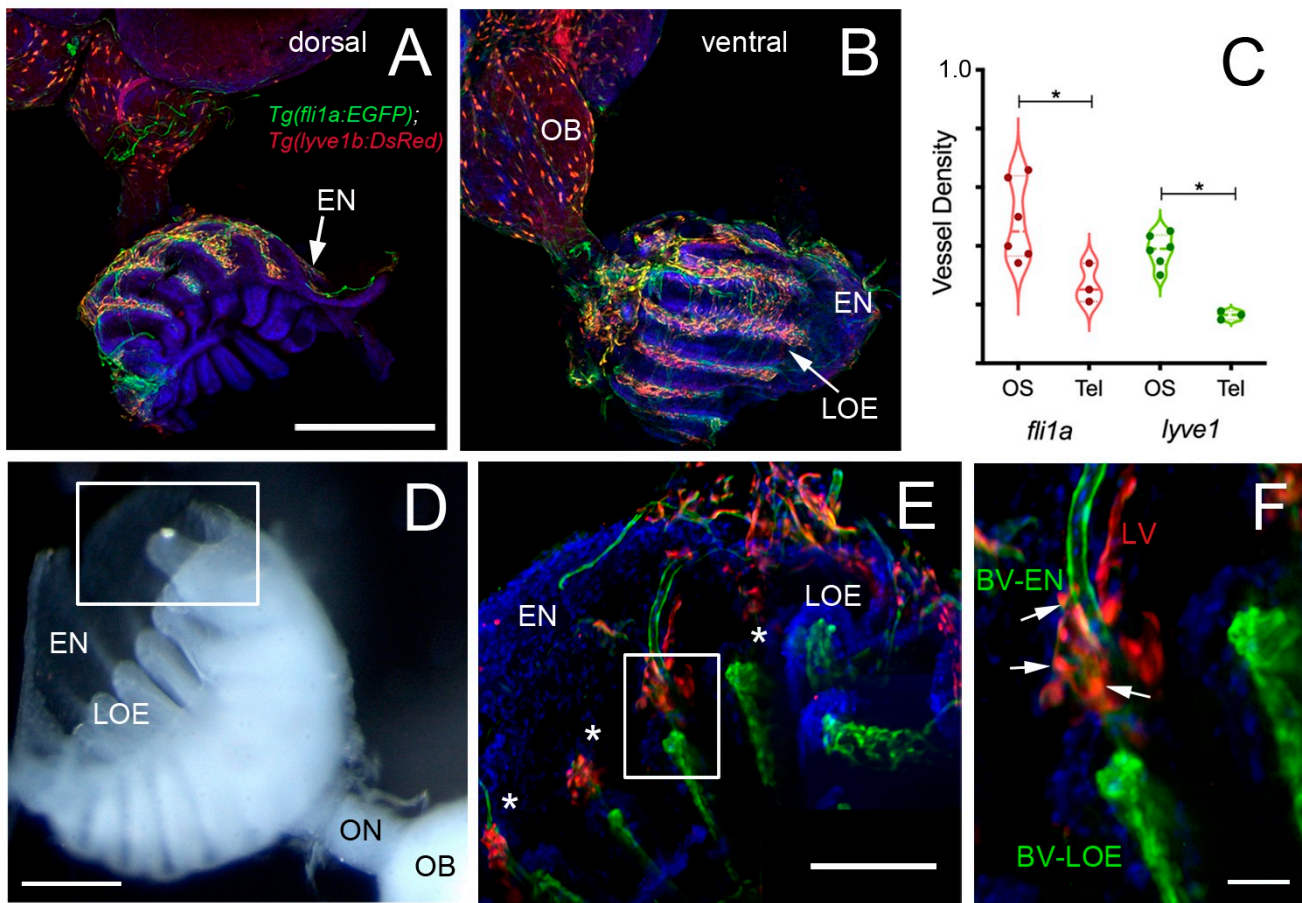 dorsal
A
Tg(fli1a:EGFP);
Tg(lyve1b:DsRed)
EN
ventral
B
OB
EN
LOE
C
1.0
Vessel Density
*
*
OS
Tel
OS
Tel
fli1a
lyve1
D
EN
LOE
ON
OB
E
EN
LOE
*
*
*
F
LV
BV-EN
BV-LOE